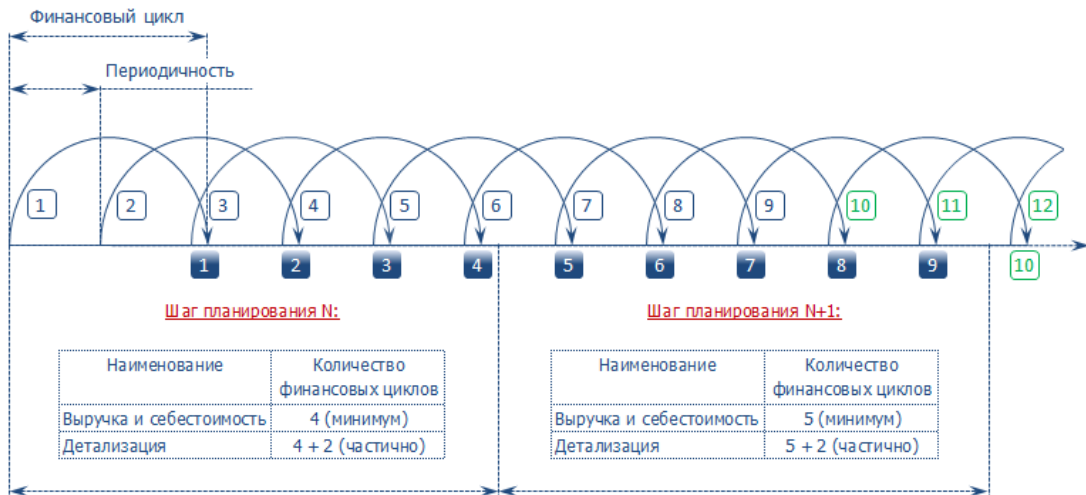 Финансовый цикл
Периодичность
1 2 3 4 5 6 7 8 9 10 11 12
1 2 3 4 5 6 7 8 9 10
Шаг планирования N:
Наименование Количество
финансовых циклов
Выручка и себестоимость 4 (минимум)
Детализация 4 + 2 (частично)
Шаг планирования N+1:
Наименование Количество
финансовых циклов
Выручка и себестоимость 5 (минимум)
Детализация 5 + 2 (частично)